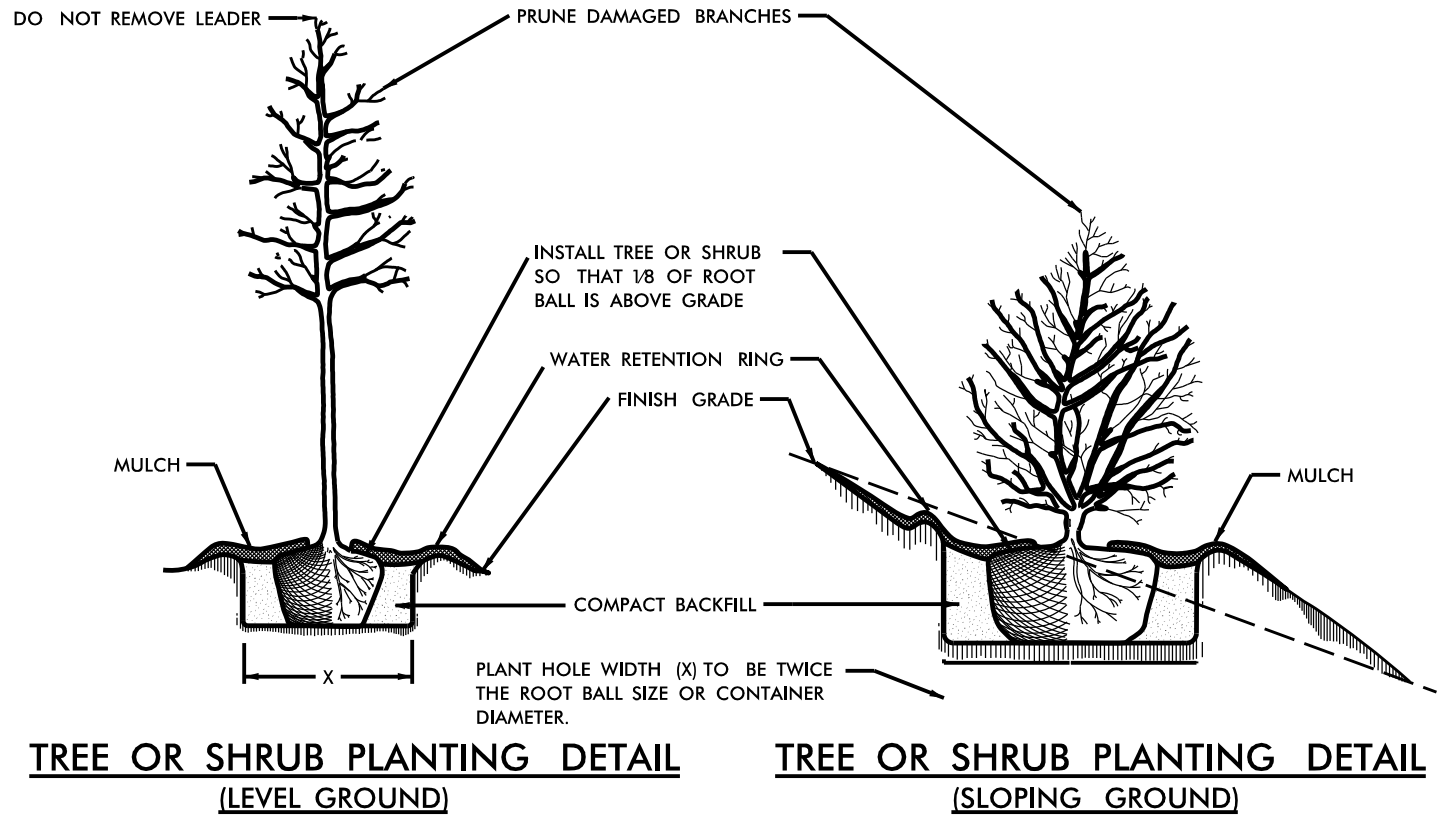 DO NOT REMOVE LEADER
PRUNE DAMAGED BRANCHES
INSTALL TREE OR SHRUB
SO THAT 1/8 OF ROOT
BALL IS ABOVE GRADE
WATER RETENTION RING
FINISH GRADE
MULCH
MULCH
COMPACT BACKFILL
X
PLANT HOLE WIDTH (X) TO BE TWICE
THE ROOT BALL SIZE OR CONTAINER
DIAMETER.
TREE OR SHRUB PLANTING DETAIL
(LEVEL GROUND)
TREE OR SHRUB PLANTING DETAIL
(SLOPING GROUND)